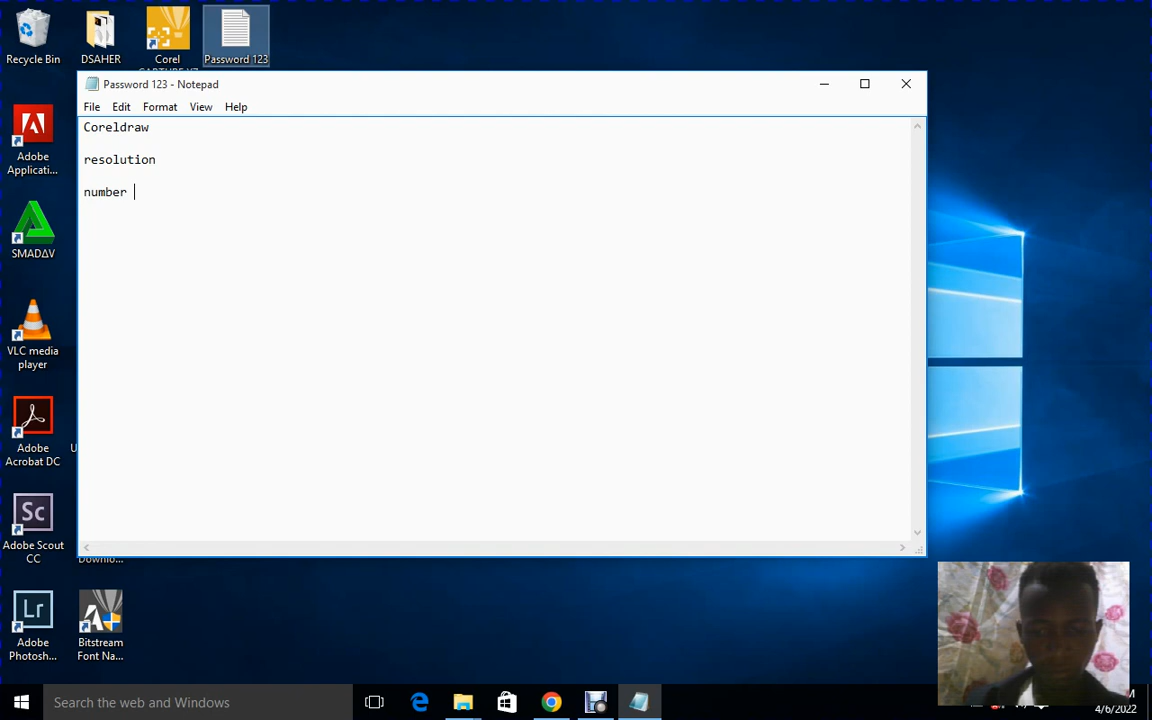 Recycle Bin
DSAHER
Corel
Password 123
Password 123 - Notepad
File Edit Format View Help
Coreldraw
resolution
number
Adobe
Applicati...
SMADΔV
VLC media
player
Adobe
Acrobat DC
Sc
Adobe Scout
CC
Downlo...
Lr
Adobe
Photosh...
Bitstream
Font Na...
Search the web and Windows
4/6/2022